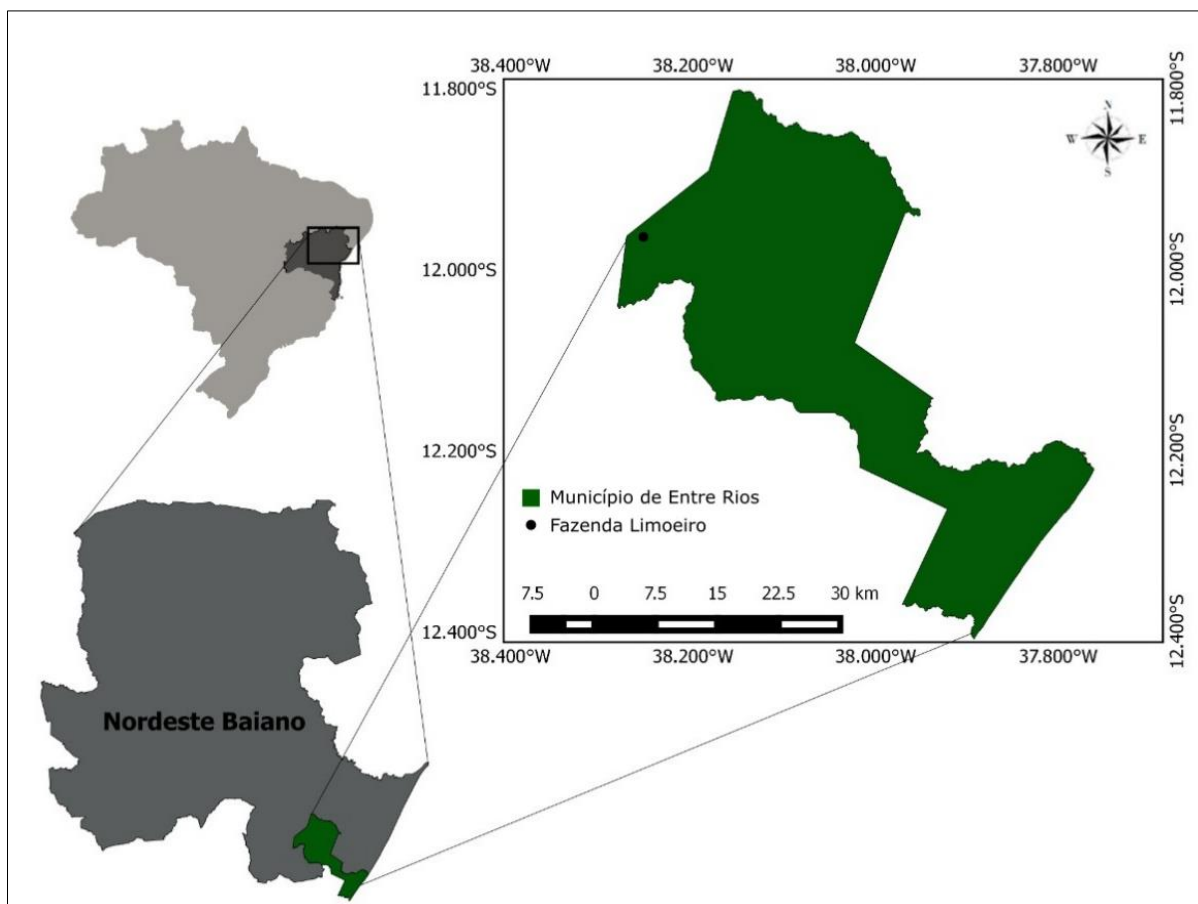 38.400°W 38.200°W 38.000°W 37.800°W
11.800°S
11.800°S
N
W E
S
12.000°S
12.000°S
12.200°S
12.200°S
Município de Entre Rios
Fazenda Limoeiro
7.5 0 7.5 15 22.5 30 km
12.400°S
12.400°S
38.400°W 38.200°W 38.000°W 37.800°W
Nordeste Baiano